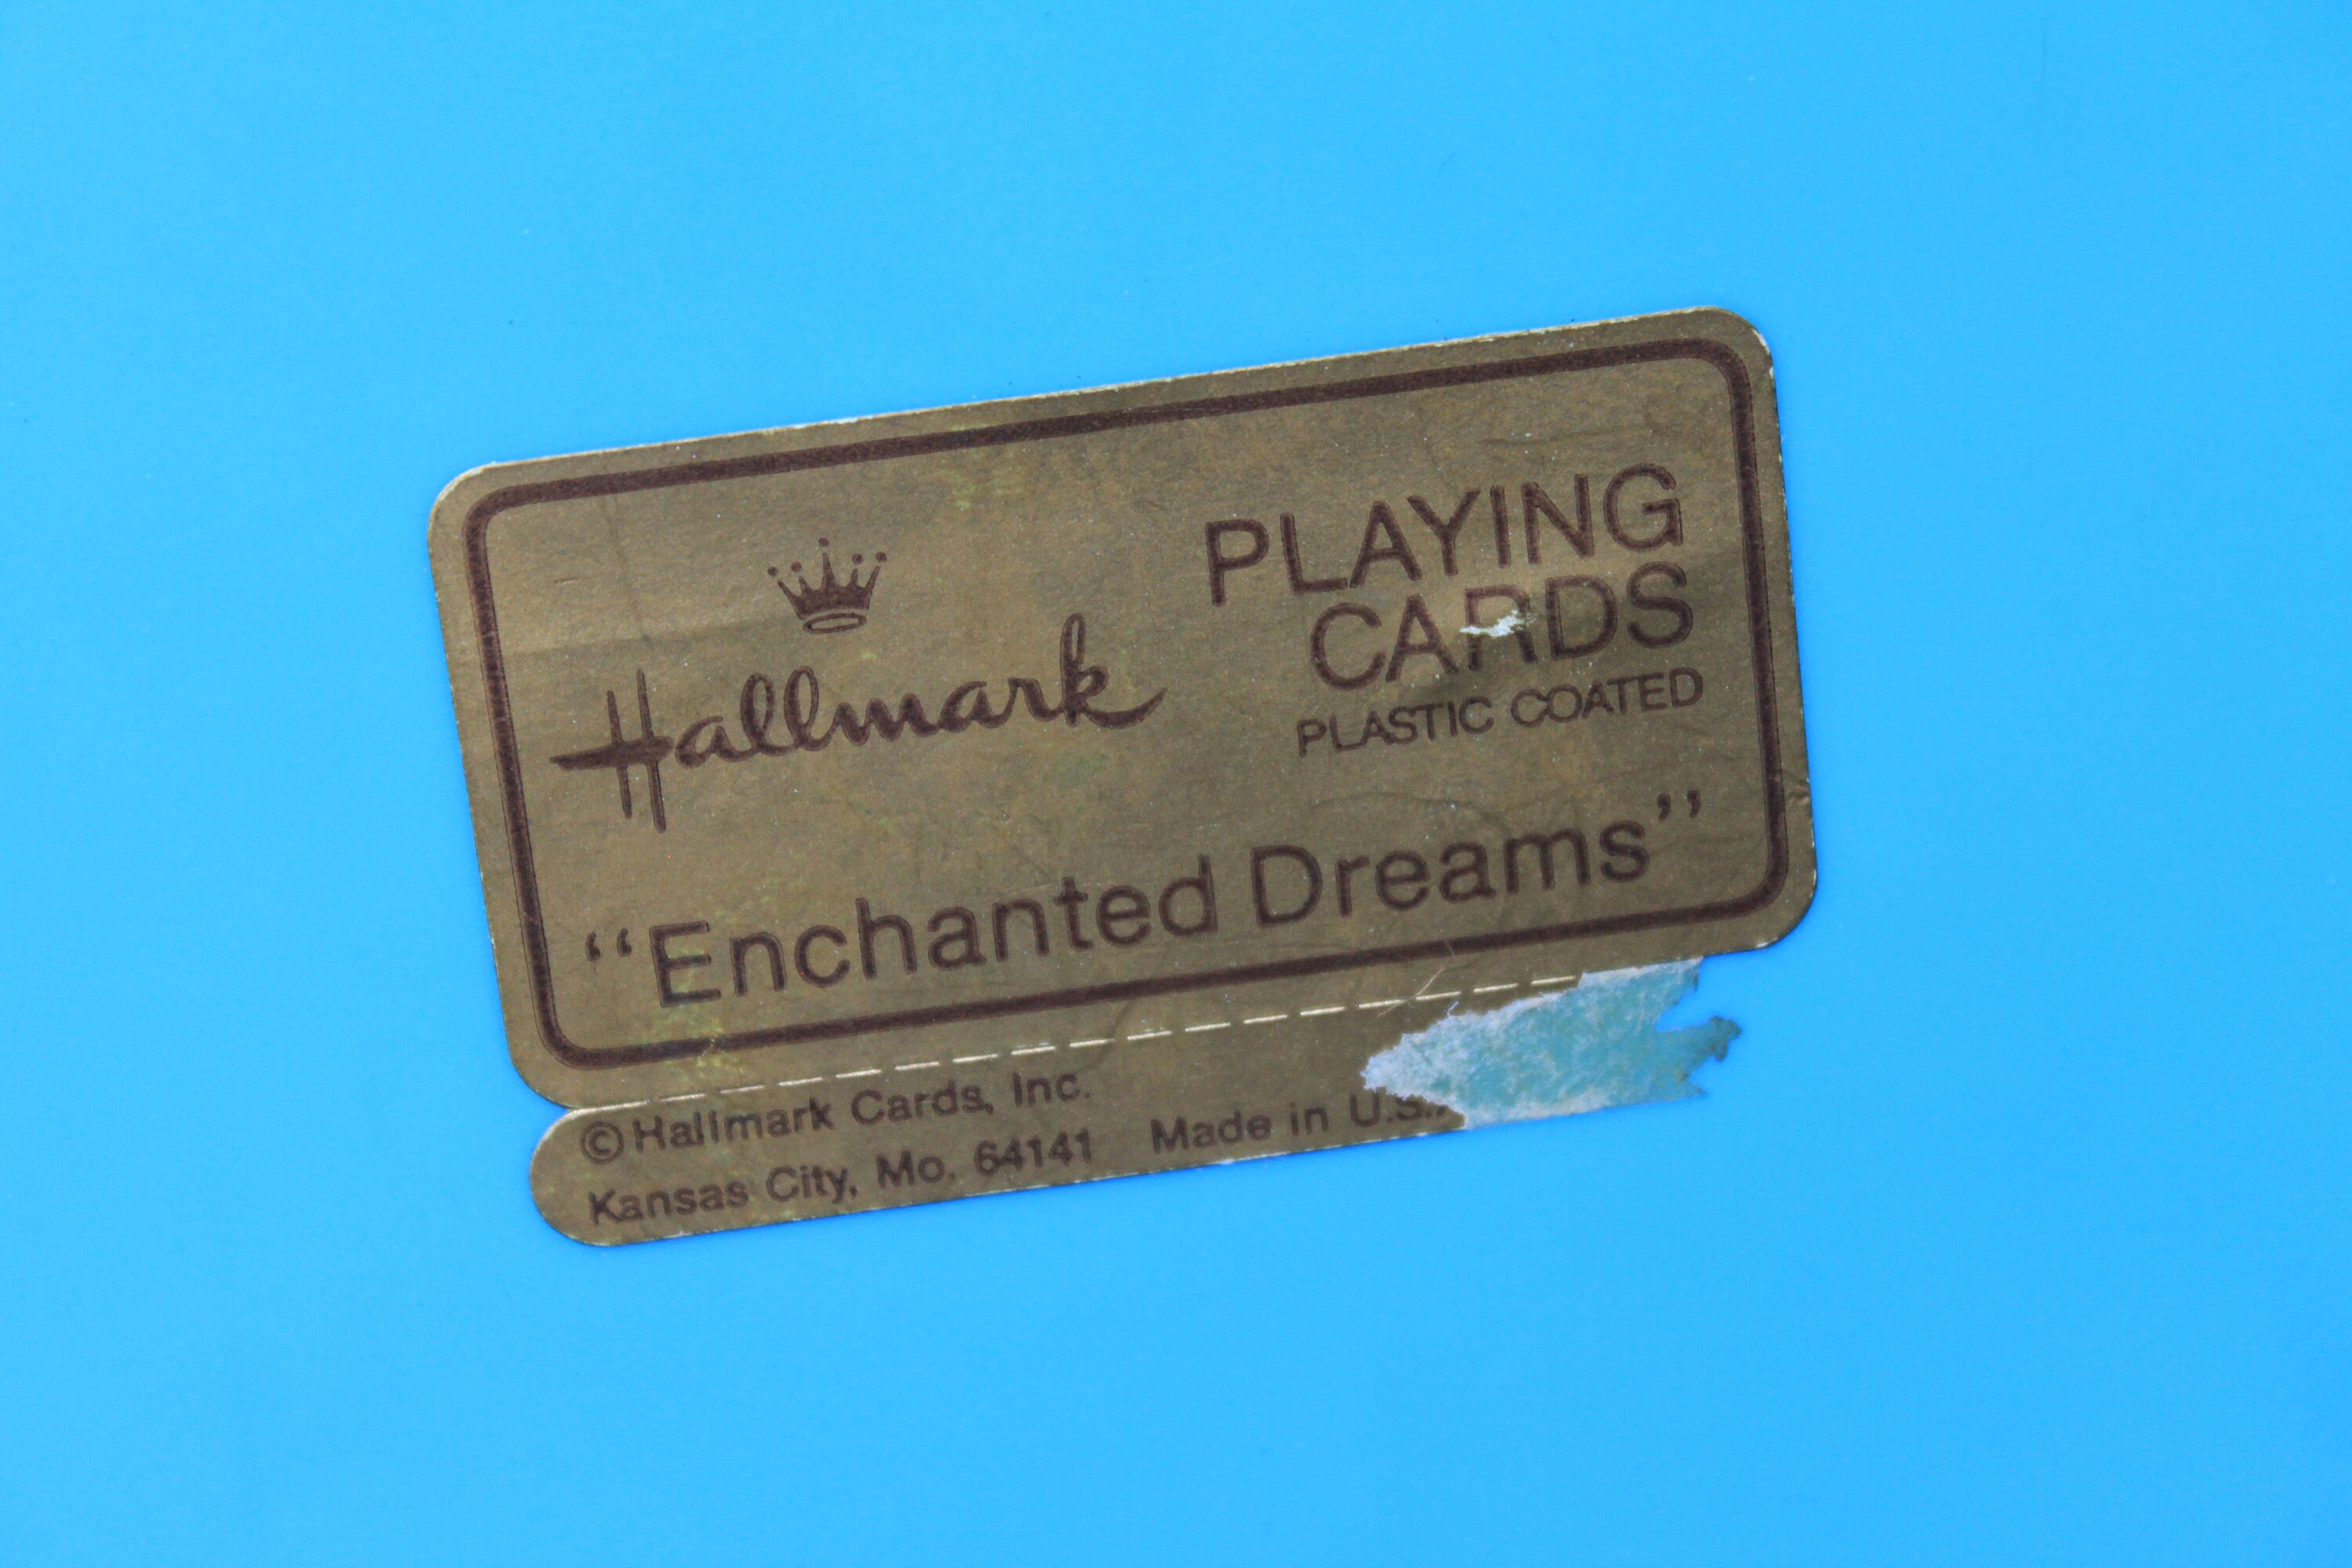 Hallmark
PLAYING
CARDS
PLASTIC COATED
“Enchanted Dreams”
© Hallmark Cards, Inc.
Kansas City, Mo. 64141 Made in U.S.